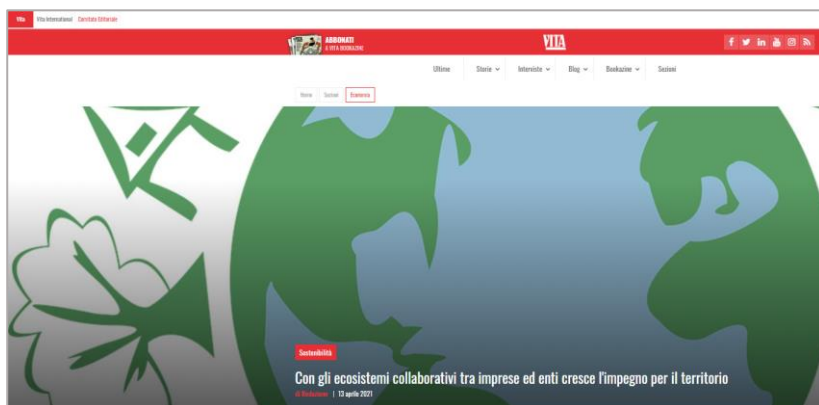 Vita Vita International Comitato Editoriale
ABBONATI
A VITA BOOKAZINE
VITA
Ultime Storie Interviste Blog Bookazine Sezioni
Home Sezioni Economia
Sostenibilità
Con gli ecosistemi collaborativi tra imprese ed enti cresce l'impegno per il territorio
di Redazione | 13 aprile 2021